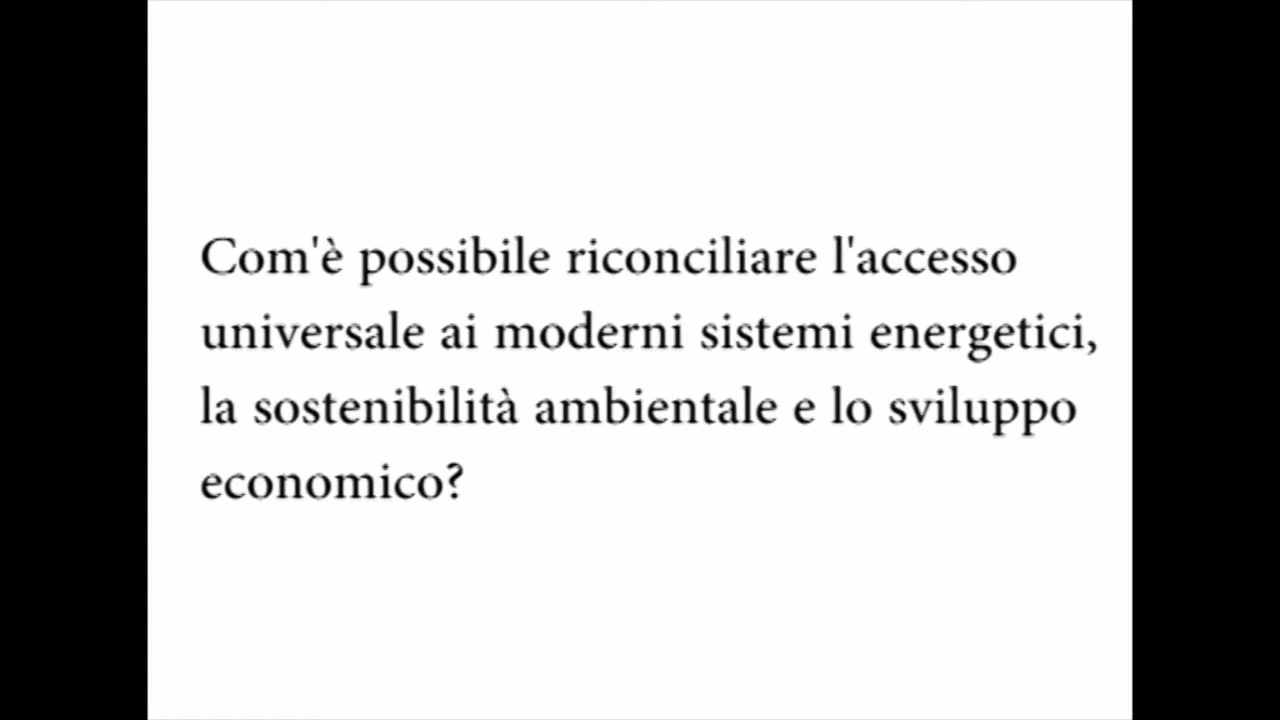 Com'è possibile riconciliare l'accesso
universale ai moderni sistemi energetici,
la sostenibilità ambientale e lo sviluppo
economico?